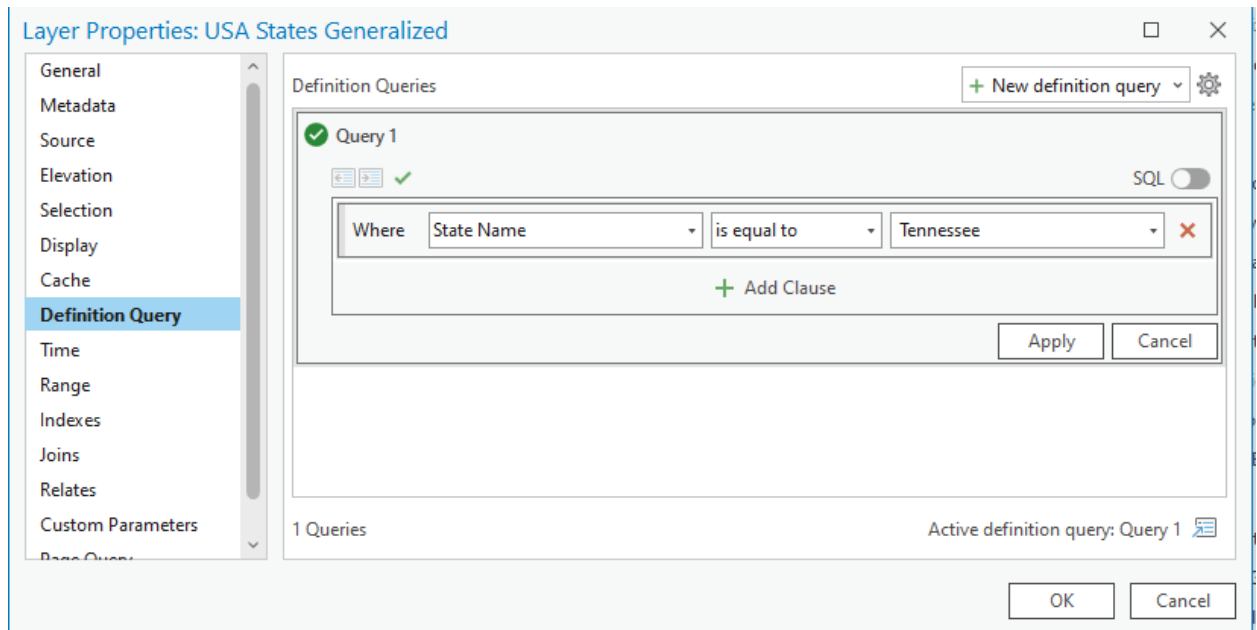 Layer Properties: USA States Generalized
General
Metadata
Source
Elevation
Selection
Display
Cache
Definition Query
Time
Range
Indexes
Joins
Relates
Custom Parameters
Page Query
Definition Queries
+ New definition query
Query 1
SQL
Where State Name is equal to Tennessee
+ Add Clause
Apply Cancel
1 Queries
Active definition query: Query 1
OK Cancel